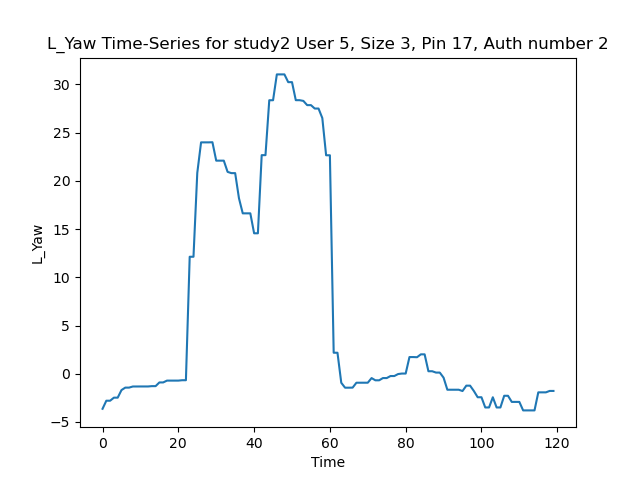 L_Yaw Time-Series for study2 User 5, Size 3, Pin 17, Auth number 2
30
25
20
15
10
5
0
−5
L_Yaw
0 20 40 60 80 100 120
Time